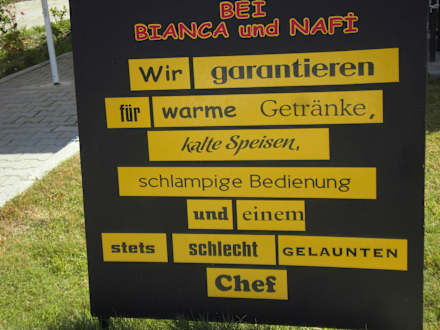 BEI
BIANCA und NAFİ
Wir garantieren
für warme Getränke,
kalte Speisen,
schlampige Bedienung
und einem
stets schlecht GELAUNTEN
Chef